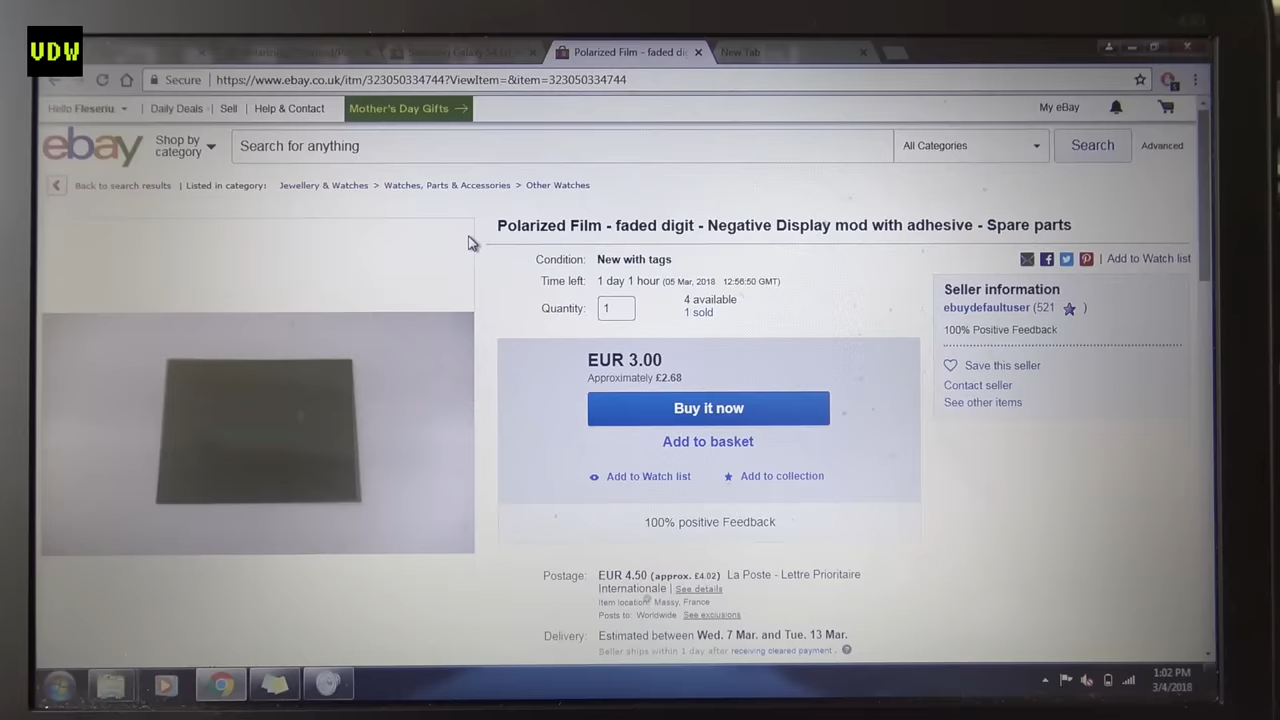 VDW
Polarized Film - faded di
New Tab
Secure
https://www.ebay.co.uk/itm/323050334744?ViewItem=&item=323050334744
Hello Fleseriu
Daily Deals
Sell
Help & Contact
Mother's Day Gifts →
My eBay
ebay
Shop by
category
Search for anything
All Categories
Search
Advanced
Back to search results | Listed in category: Jewellery & Watches > Watches, Parts & Accessories > Other Watches
Polarized Film - faded digit - Negative Display mod with adhesive - Spare parts
Condition: New with tags
| Add to Watch list
Time left: 1 day 1 hour (05 Mar, 2018 12:56:50 GMT)
Quantity: 1
4 available
1 sold
Seller information
ebuydefaultuser (521 )
100% Positive Feedback
Save this seller
Contact seller
See other items
EUR 3.00
Approximately £2.68
Buy it now
Add to basket
Add to Watch list
Add to collection
100% positive Feedback
Postage: EUR 4.50 (approx. £4.02) La Poste - Lettre Prioritaire
Internationale | See details
Item location: Massy, France
Posts to: Worldwide See exclusions
Delivery: Estimated between Wed. 7 Mar. and Tue. 13 Mar.
Seller ships within 1 day after receiving cleared payment.
1:02 PM
3/4/2018